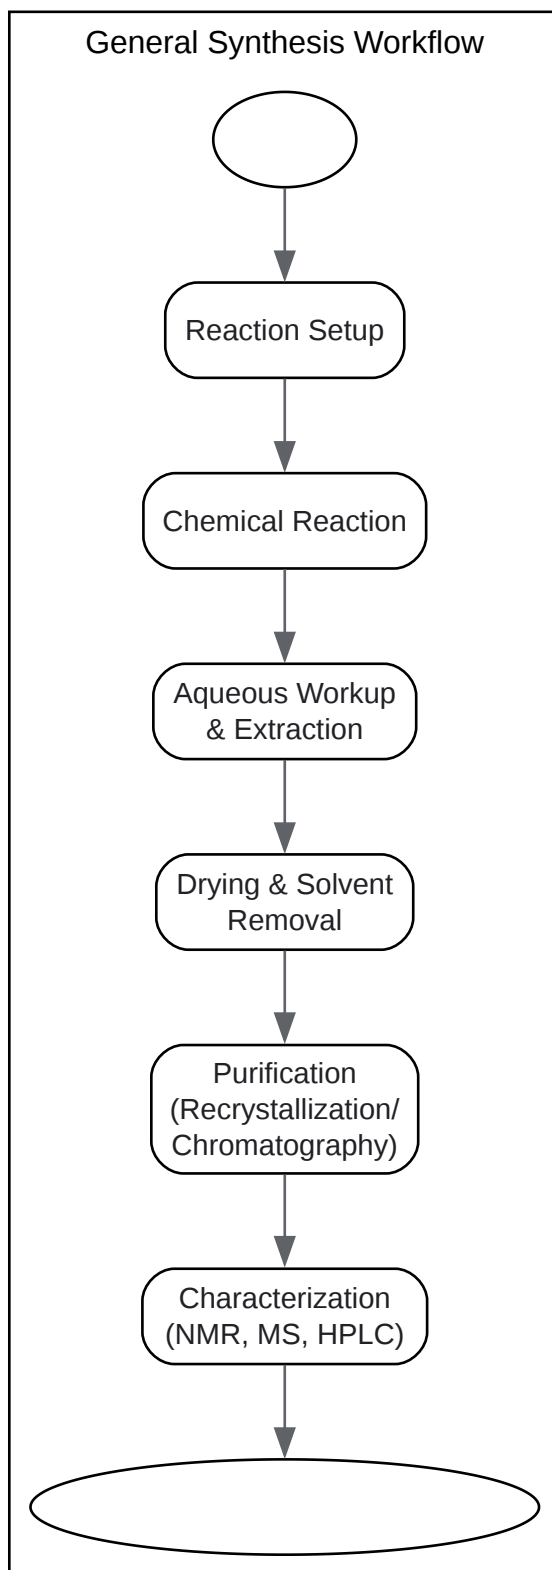 General Synthesis Workflow
Reaction Setup
Chemical Reaction
Aqueous Workup
& Extraction
Drying & Solvent
Removal
Purification
(Recrystallization/
Chromatography)
Characterization
(NMR, MS, HPLC)